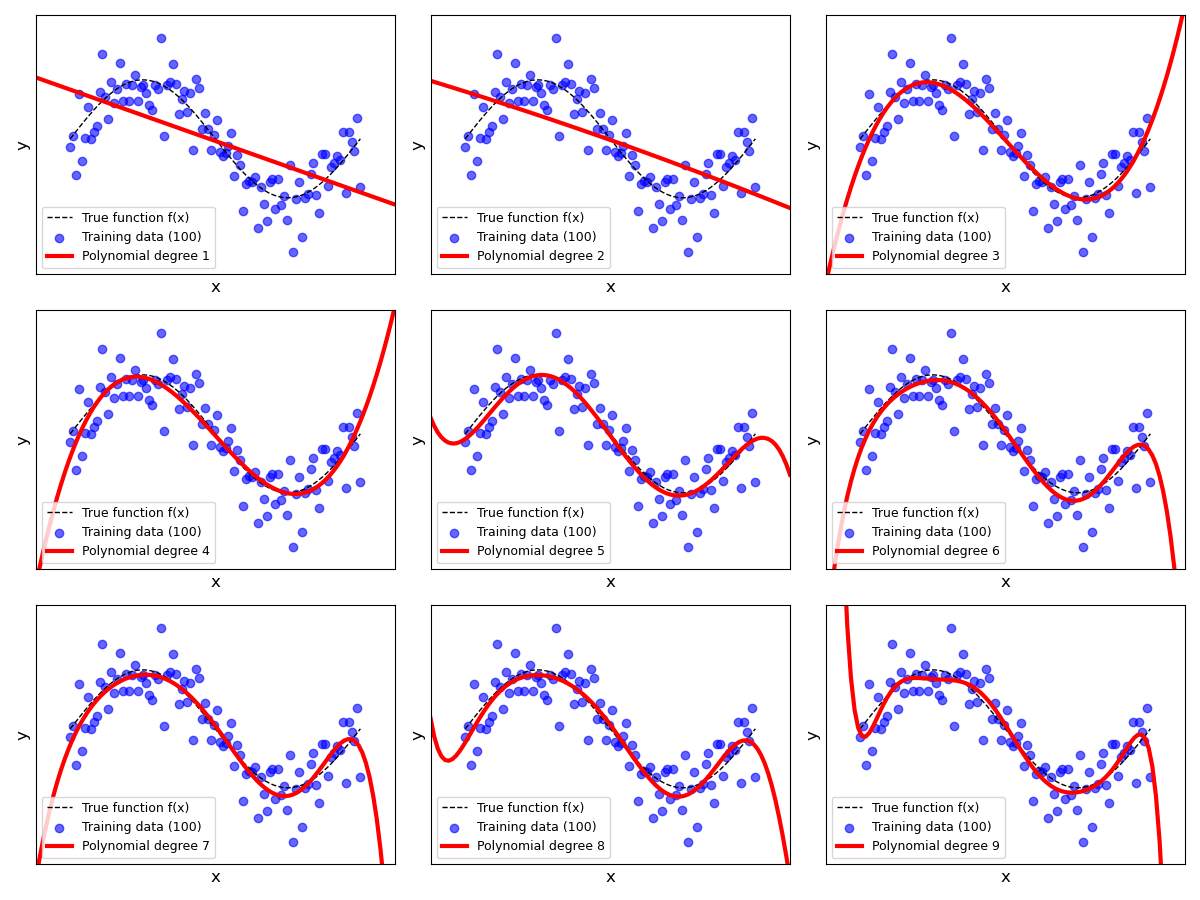 y
True function f(x)
Training data (100)
Polynomial degree 1
x
y
True function f(x)
Training data (100)
Polynomial degree 2
x
y
True function f(x)
Training data (100)
Polynomial degree 3
x
y
True function f(x)
Training data (100)
Polynomial degree 4
x
y
True function f(x)
Training data (100)
Polynomial degree 5
x
y
True function f(x)
Training data (100)
Polynomial degree 6
x
y
True function f(x)
Training data (100)
Polynomial degree 7
x
y
True function f(x)
Training data (100)
Polynomial degree 8
x
y
True function f(x)
Training data (100)
Polynomial degree 9
x